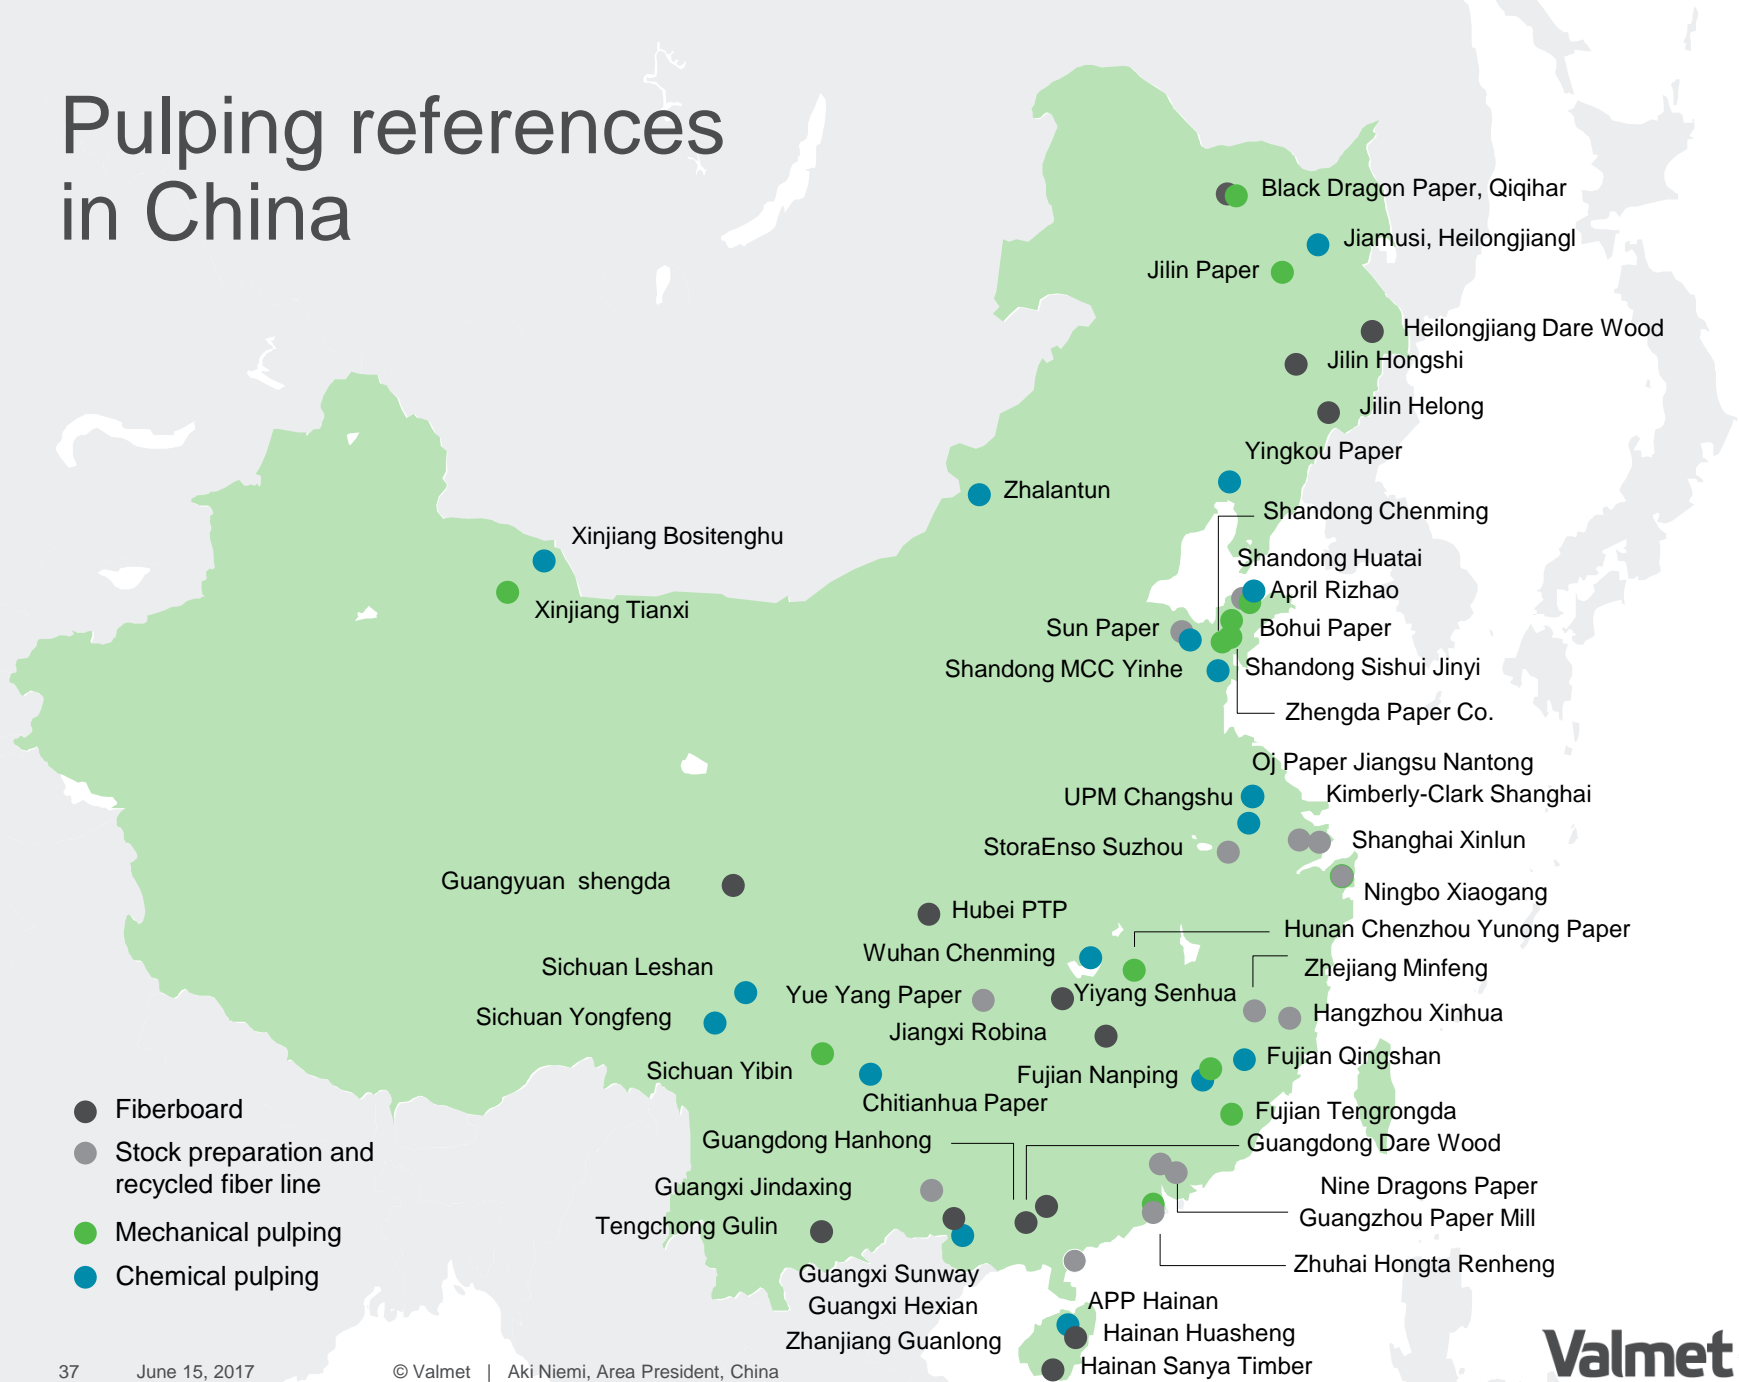 Pulping references
in China
Black Dragon Paper, Qiqihar
Jiamusi, Heilongjiangl
Jilin Paper
Heilongjiang Dare Wood
Jilin Hongshi
Jilin Helong
Yingkou Paper
Zhalantun
Shandong Chenming
Xinjiang Bositenghu
Shandong Huatai
April Rizhao
Xinjiang Tianxi
Sun Paper
Bohui Paper
Shandong MCC Yinhe
Shandong Sishui Jinyi
Zhengda Paper Co.
Oj Paper Jiangsu Nantong
UPM Changshu
Kimberly-Clark Shanghai
StoraEnso Suzhou
Shanghai Xinlun
Guangyuan shengda
Ningbo Xiaogang
Hubei PTP
Hunan Chenzhou Yunong Paper
Wuhan Chenming
Sichuan Leshan
Zhejiang Minfeng
Yue Yang Paper
Yiyang Senhua
Sichuan Yongfeng
Hangzhou Xinhua
Jiangxi Robina
Fujian Qingshan
Sichuan Yibin
Fujian Nanping
Chitianhua Paper
Fujian Tengrongda
Guangdong Hanhong
Guangdong Dare Wood
Guangxi Jindaxing
Nine Dragons Paper
Tengchong Gulin
Guangzhou Paper Mill
Zhuhai Hongta Renheng
Guangxi Sunway
Guangxi Hexian
APP Hainan
Zhanjiang Guanlong
Hainan Huasheng
Hainan Sanya Timber
Fiberboard
Stock preparation and
recycled fiber line
Mechanical pulping
Chemical pulping
37 June 15, 2017 © Valmet | Aki Niemi, Area President, China
Valmet